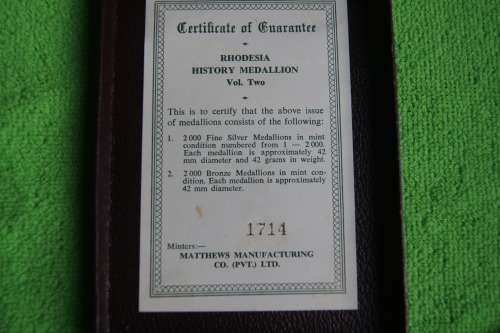 Certificate of Guarantee
RHODESIA
HISTORY MEDALLION
Vol. Two
This is to certify that the above issue
of medallions consists of the following:
1. 2 000 Fine Silver Medallions in mint
condition numbered from 1 — 2 000.
Each medallion is approximately 42
mm diameter and 42 grams in weight.
2. 2 000 Bronze Medallions in mint con-
dition. Each medallion is approximately
42 mm diameter.
1714
Minters:—
MATTHEWS MANUFACTURING
CO. (PVT.) LTD.